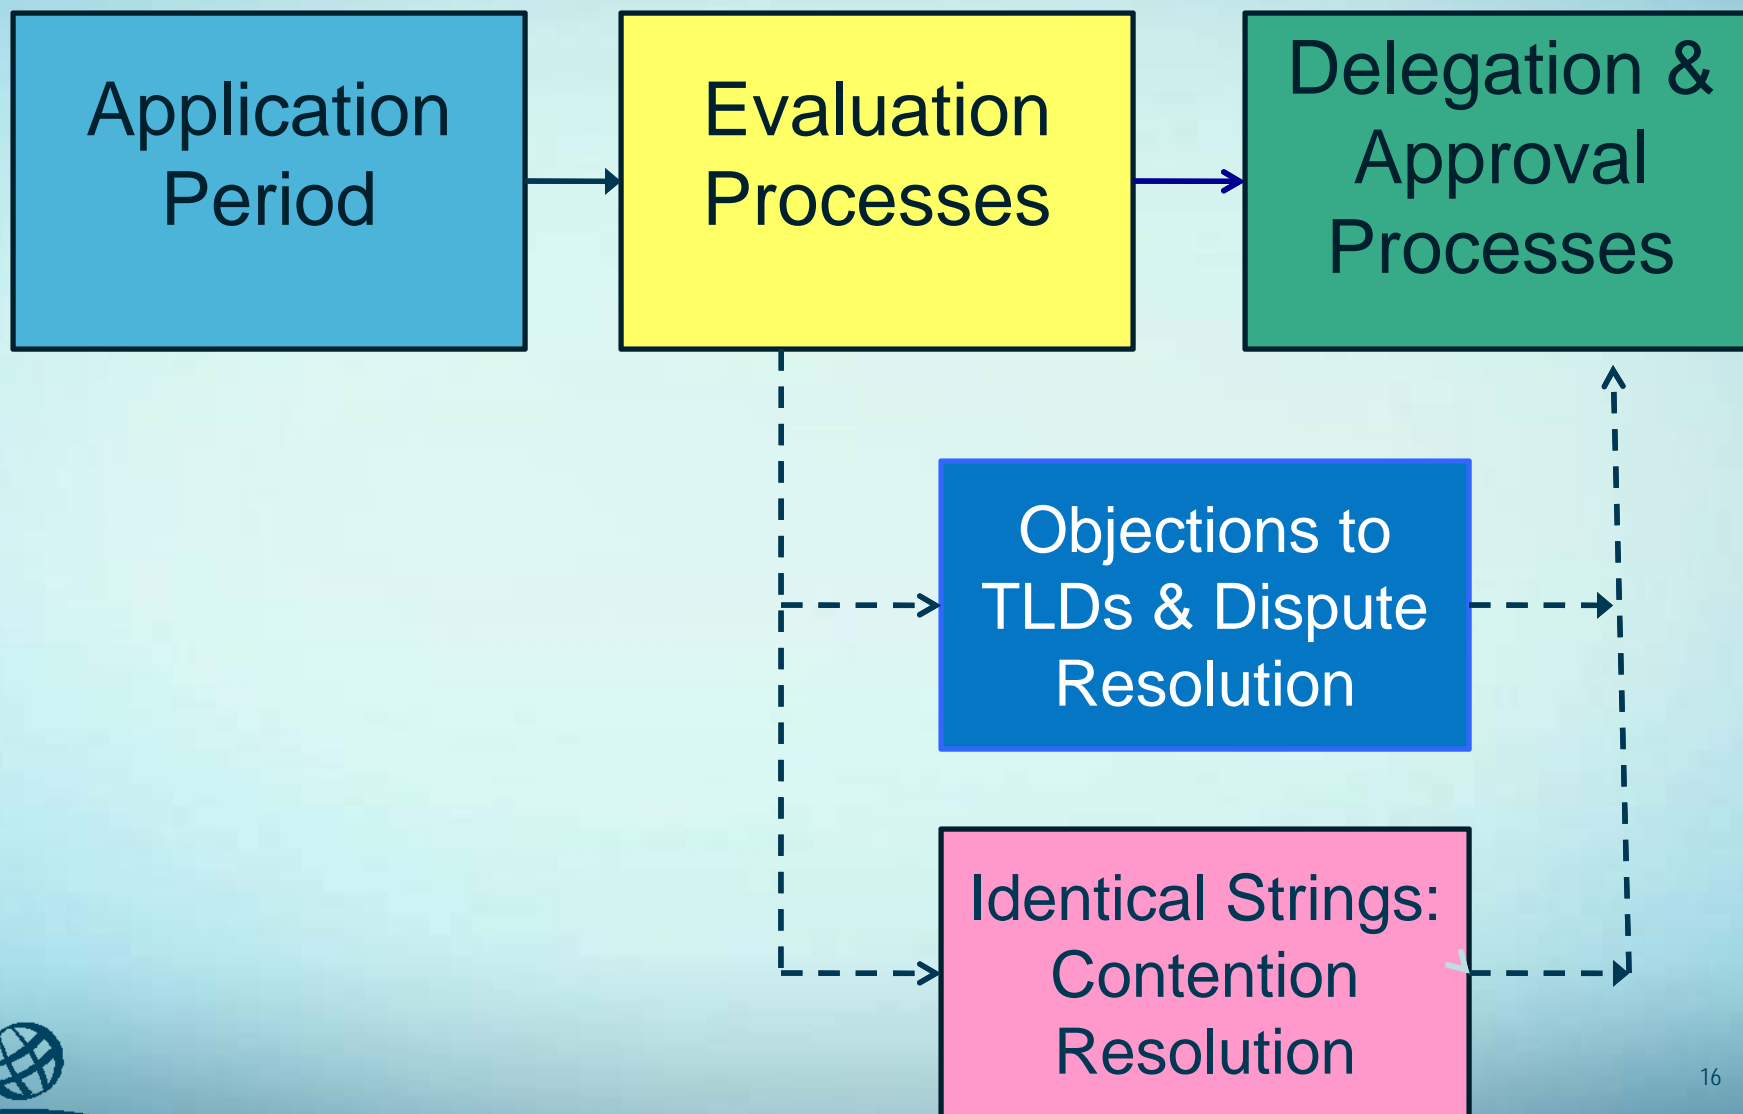 Application
Period
Evaluation
Processes
Delegation &
Approval
Processes
Objections to
TLDs & Dispute
Resolution
Identical Strings:
Contention
Resolution
16